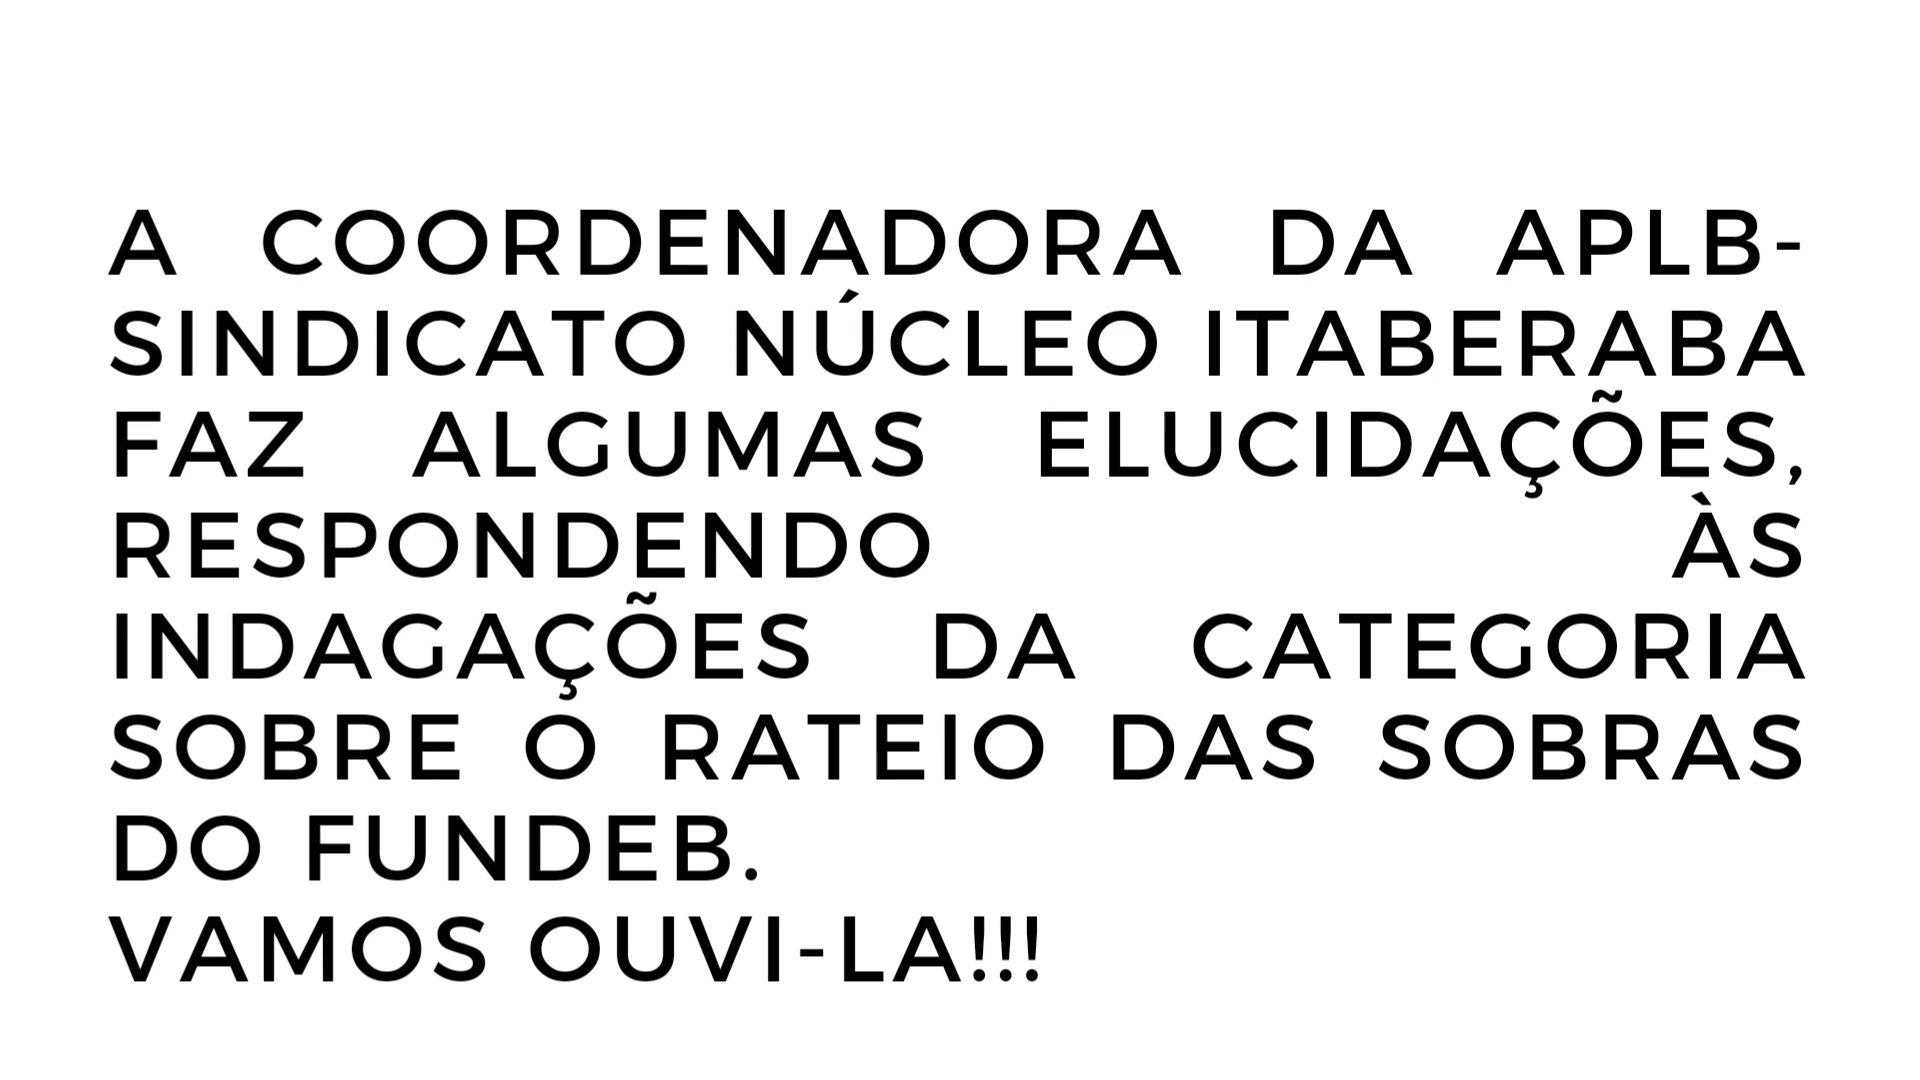 A COORDENADORA DA APLB-
SINDICATO NÚCLEO ITABERABA
FAZ ALGUMAS ELUCIDAÇÕES,
RESPONDENDO ÀS
INDAGAÇÕES DA CATEGORIA
SOBRE O RATEIO DAS SOBRAS
DO FUNDEB.
VAMOS OUVI-LA!!!